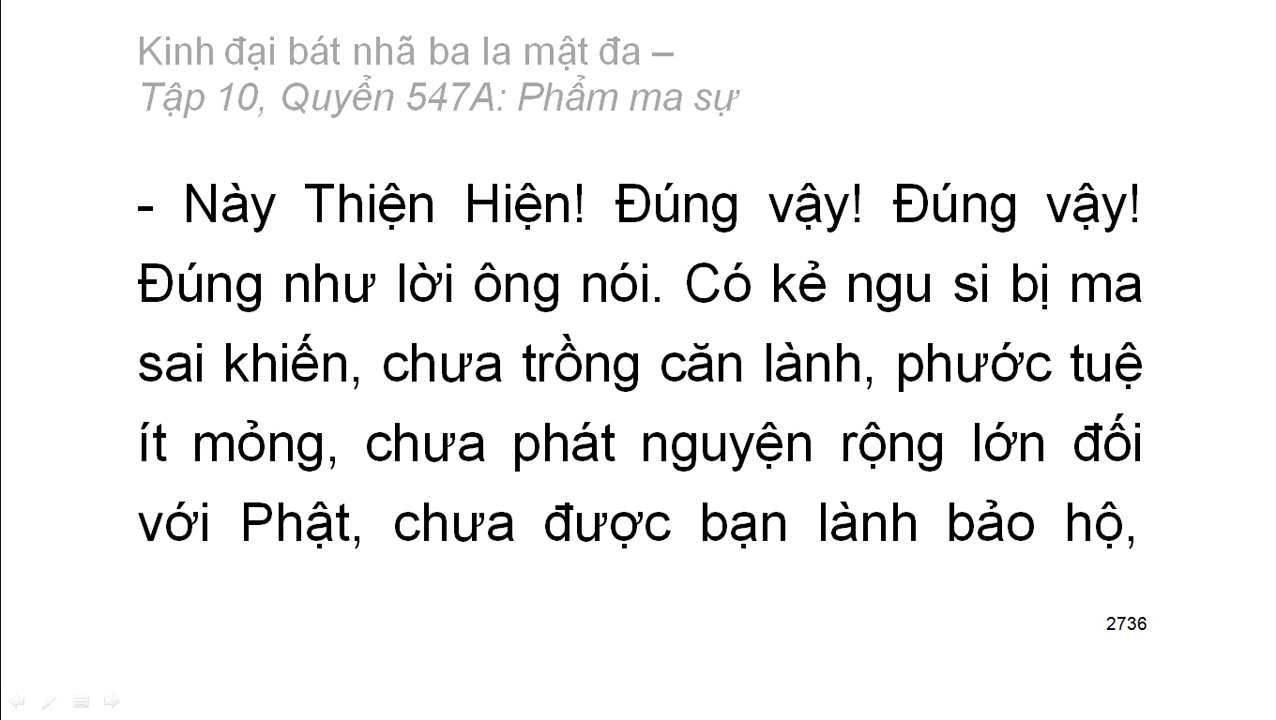 Kinh đại bát nhã ba la mật đa –
Tập 10, Quyển 547A: Phẩm ma sự
- Này Thiện Hiện! Đúng vậy! Đúng vậy!
Đúng như lời ông nói. Có kẻ ngu si bị ma
sai khiến, chưa trồng căn lành, phước tuệ
ít mỏng, chưa phát nguyện rộng lớn đối
với Phật, chưa được bạn lành bảo hộ,
2736